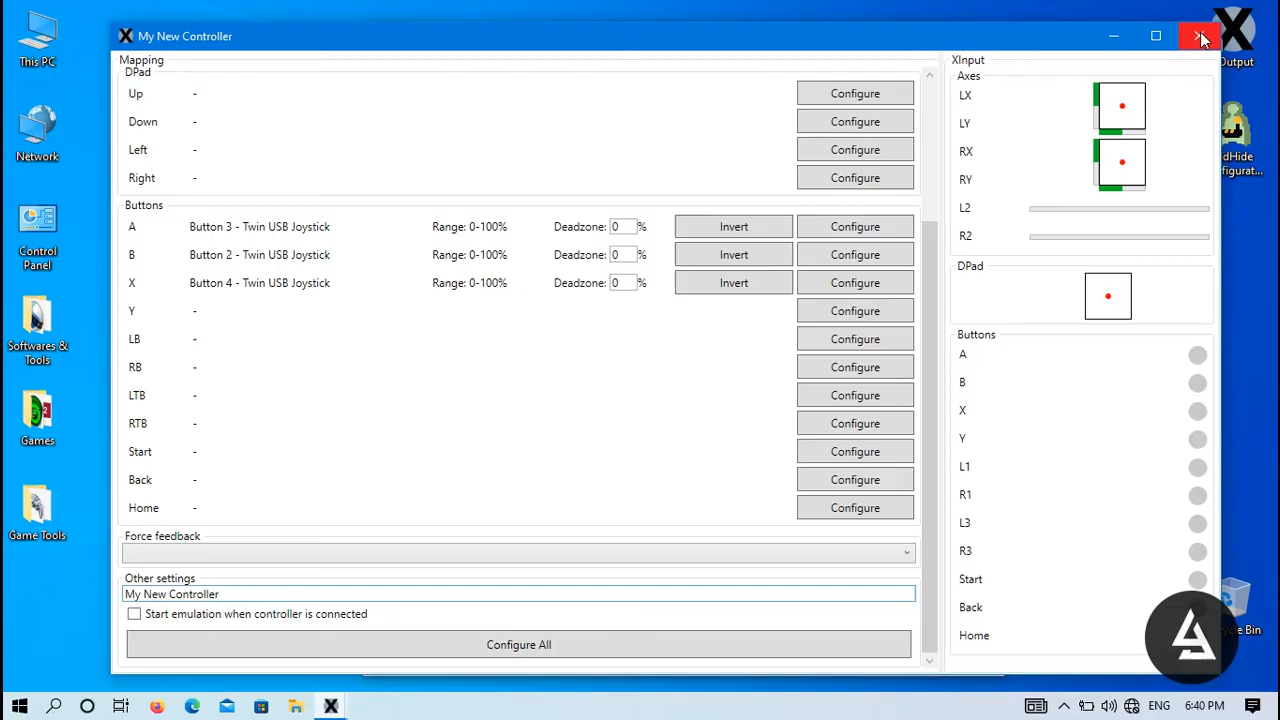 This PC
Network
Control
Panel
Softwares &
Tools
Games
Game Tools
My New Controller
Mapping
DPad
Up - Configure
Down - Configure
Left - Configure
Right - Configure
Buttons
A Button - Twin USB Joystick Range: 0-100% Deadzone: 0 % Invert Configure
B Button 2 - Twin USB Joystick Range: 0-100% Deadzone: 0 % Invert Configure
X Button 4 - Twin USB Joystick Range: 0-100% Deadzone: 0 % Invert Configure
Y - Configure
LB - Configure
RB - Configure
LTB - Configure
RTB - Configure
Start - Configure
Back - Configure
Home - Configure
Force feedback
Other settings
My New Controller
Start emulation when controller is connected
Configure All
XInput
Axes
LX
LY
RX
RY
L2
R2
DPad
Buttons
A
B
X
Y
L1
R1
L3
R3
Start
Back
Home
Output
dHide
figurat...
ycle Bin
ENG 6:40 PM